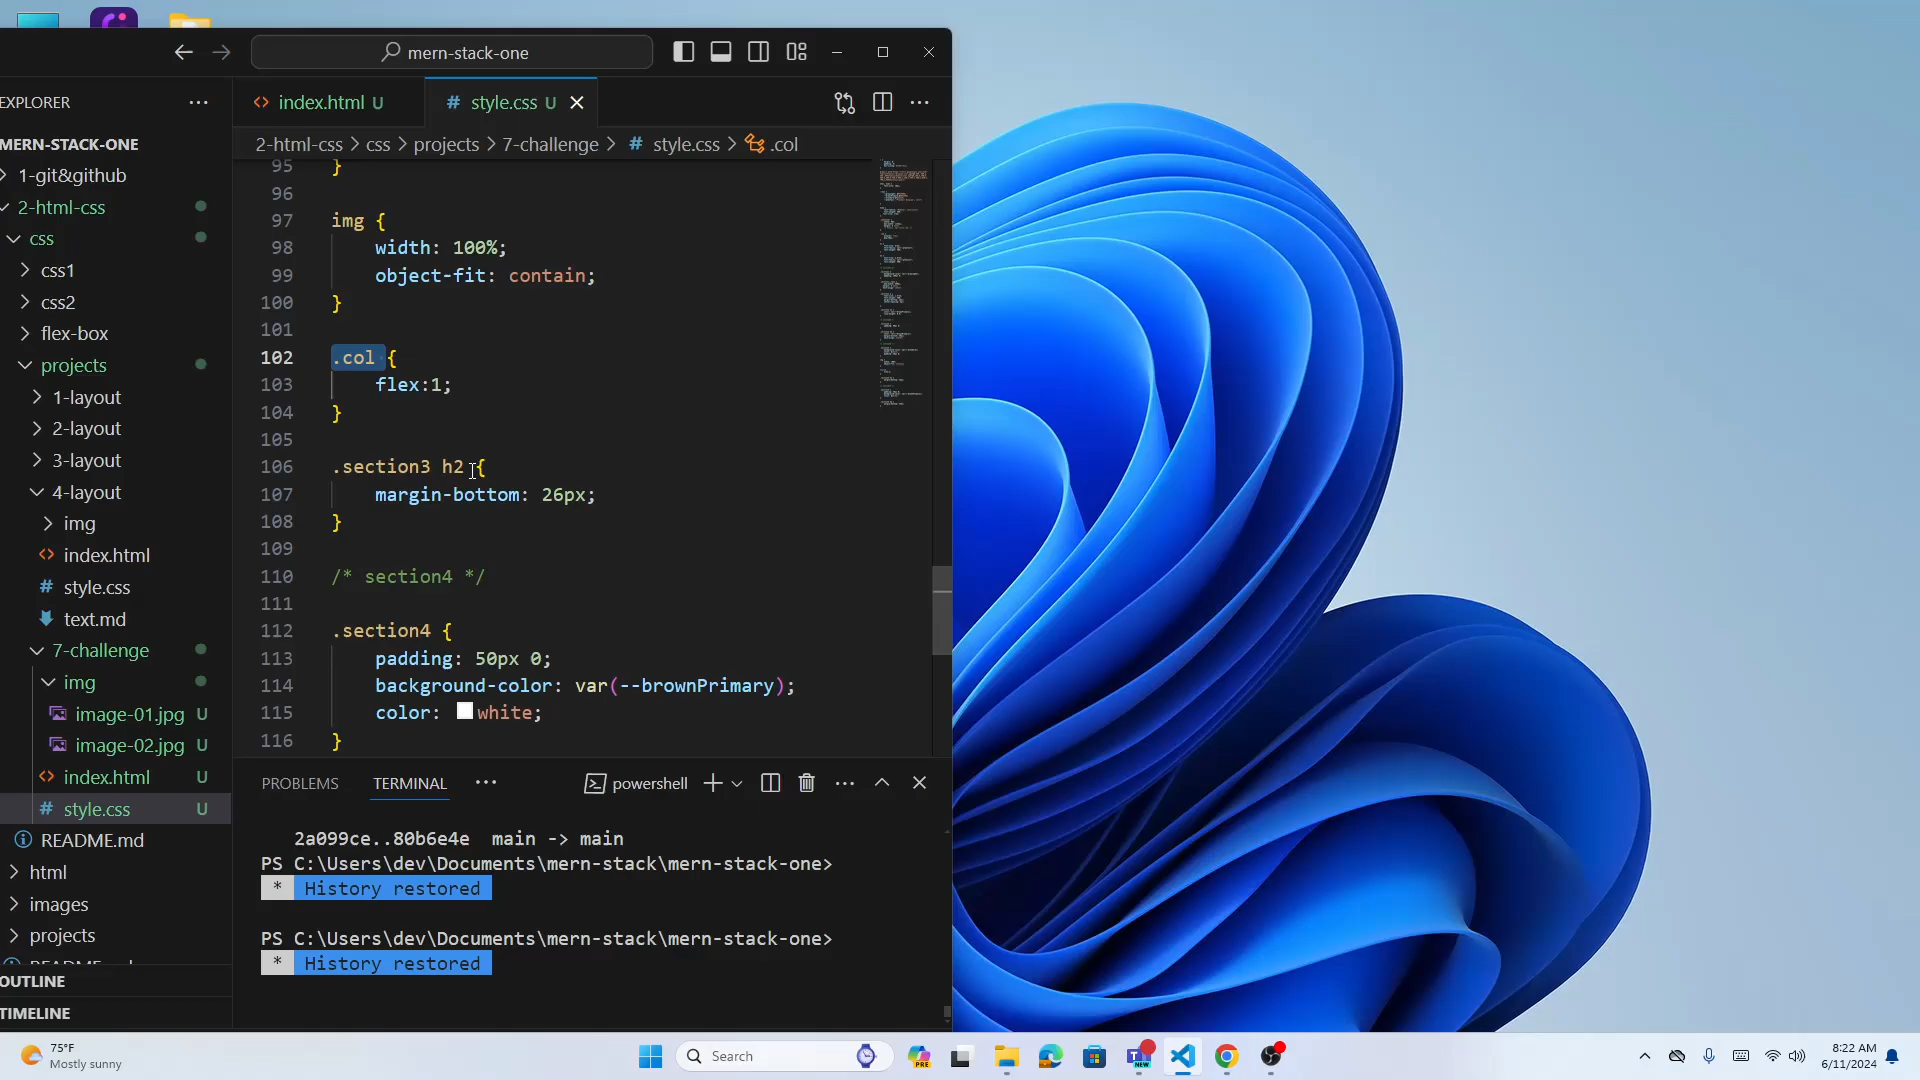 mern-stack-one
EXPLORER
index.html U
style.css U
2-html-css > css > projects > 7-challenge > # style.css > .col
MERN-STACK-ONE
1-git&github
2-html-css
css
css1
css2
flex-box
projects
1-layout
2-layout
3-layout
4-layout
img
index.html
style.css
text.md
7-challenge
img
image-01.jpg U
image-02.jpg U
index.html U
style.css U
README.md
html
images
projects
OUTLINE
TIMELINE
95 }
96
97 img {
98 width: 100%;
99 object-fit: contain;
100 }
101
102 .col {
103 flex:1;
104 }
105
106 .section3 h2 {
107 margin-bottom: 26px;
108 }
109
110 /* section4 */
111
112 .section4 {
113 padding: 50px 0;
114 background-color: var(--brownPrimary);
115 color: white;
116 }
PROBLEMS TERMINAL powershell
2a099ce..80b6e4e main -> main
PS C:\Users\dev\Documents\mern-stack\mern-stack-one>
* History restored
PS C:\Users\dev\Documents\mern-stack\mern-stack-one>
* History restored
75°F
Mostly sunny
Search
PRE
NEW
8:22 AM
6/11/2024